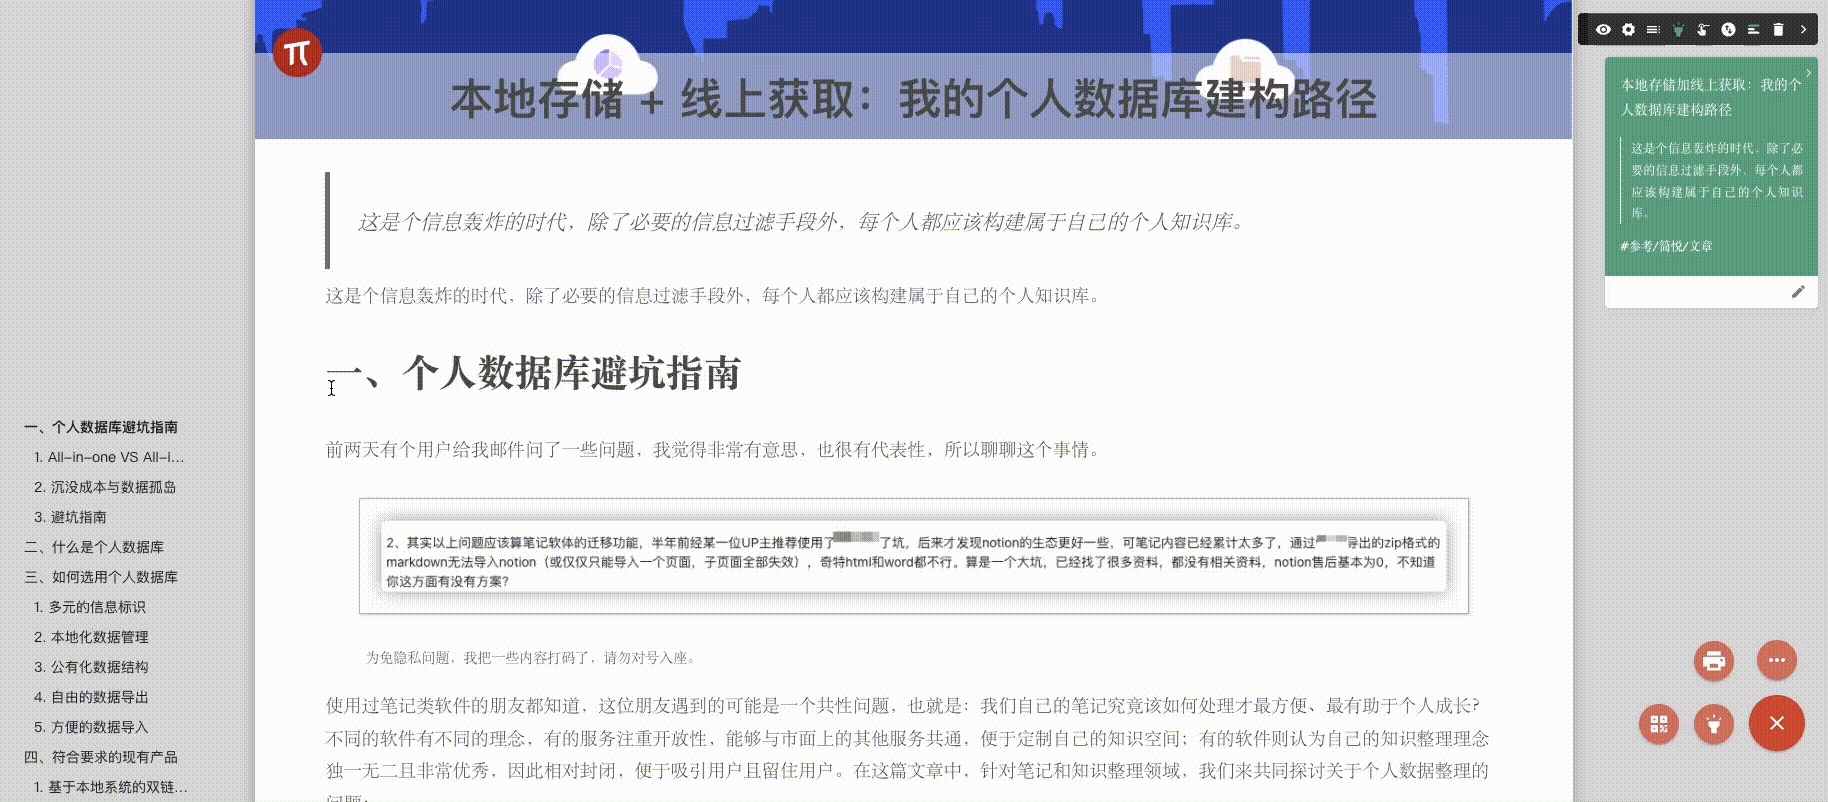 本地存储 + 线上获取：我的个人数据库建构路径
这是个信息轰炸的时代，除了必要的信息过滤手段外，每个人都应该构建属于自己的个人知识库。
这是个信息轰炸的时代，除了必要的信息过滤手段外，每个人都应该构建属于自己的个人知识库。
一、个人数据库避坑指南
前两天有个用户给我邮件问了一些问题，我觉得非常有意思，也很有代表性，所以聊聊这个事情。
2、其实以上问题应该算笔记软体的迁移功能，半年前经某一位UP主推荐使用了
了坑，后来才发现notion的生态更好一些，可笔记内容已经累计太多了，通过
导出的zip格式的
markdown无法导入notion（或仅仅只能导入一个页面，子页面全部失效），奇特html和word都不行。算是一个大坑，已经找了很多资料，都没有相关资料，notion售后基本为0，不知道
你这方面有没有方案？
为免隐私问题，我把一些内容打码了，请勿对号入座。
使用过笔记类软件的朋友都知道，这位朋友遇到的可能是一个共性问题，也就是：我们自己的笔记究竟该如何处理才最方便、最有助于个人成长？
不同的软件有不同的理念，有的服务注重开放性，能够与市面上的其他服务共通，便于定制自己的知识空间；有的软件则认为自己的知识整理理念
独一无二且非常优秀，因此相对封闭，便于吸引用户且留住用户。在这篇文章中，针对笔记和知识整理领域，我们来共同探讨关于个人数据整理的
问题：
一、个人数据库避坑指南
1. All-in-one VS All-i...
2. 沉没成本与数据孤岛
3. 避坑指南
二、什么是个人数据库
三、如何选用个人数据库
1. 多元的信息标识
2. 本地化数据管理
3. 公有化数据结构
4. 自由的数据导出
5. 方便的数据导入
四、符合要求的现有产品
1. 基于本地系统的双链...
本地存储加线上获取：我的个
人数据库建构路径
这是个信息轰炸的时代，除了必
要的信息过滤手段外，每个人都
应该构建属于自己的个人知识
库。
#参考/简悦/文章